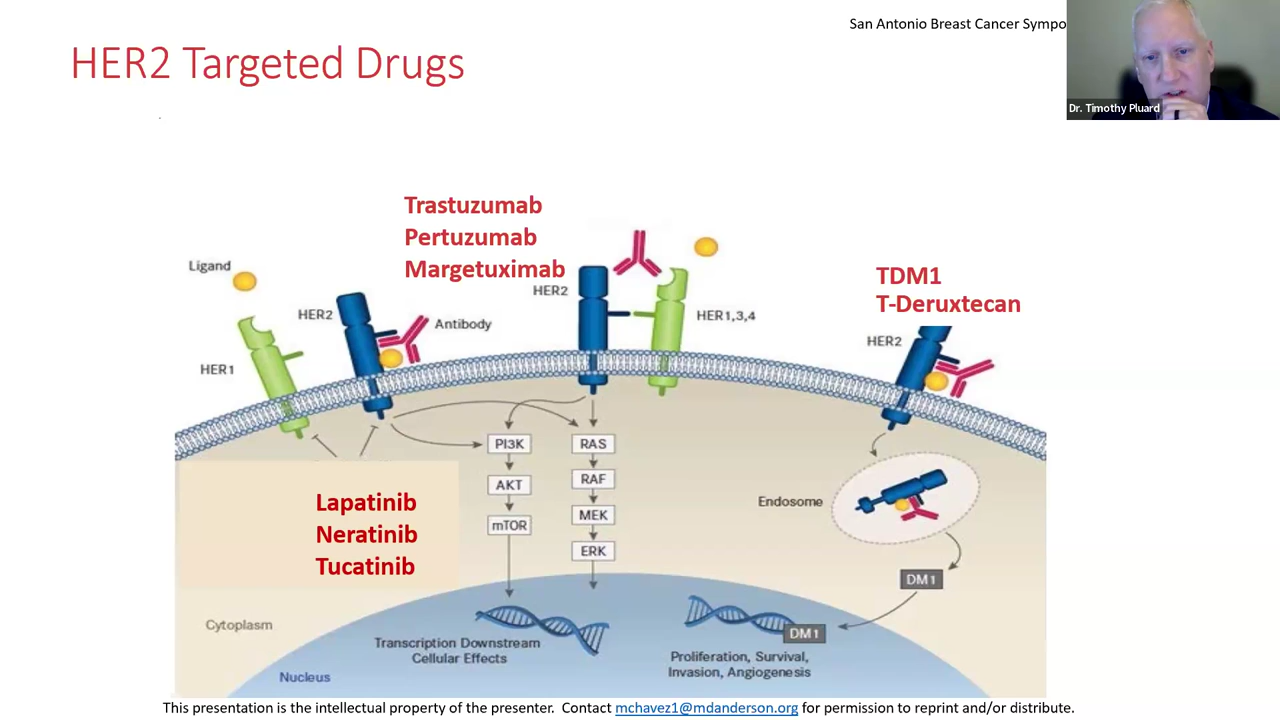 San Antonio Breast Cancer Sympo
HER2 Targeted Drugs
Dr. Timothy Pluard
Trastuzumab
Pertuzumab
Margetuximab
Ligand
HER2
HER1
Antibody
HER2
HER1,3,4
TDM1
T-Deruxtecan
HER2
PI3K
AKT
mTOR
RAS
RAF
MEK
ERK
Endosome
DM1
DM1
Lapatinib
Neratinib
Tucatinib
Cytoplasm
Transcription Downstream
Cellular Effects
Proliferation, Survival,
Invasion, Angiogenesis
Nucleus
This presentation is the intellectual property of the presenter. Contact mchavez1@mdanderson.org for permission to reprint and/or distribute.